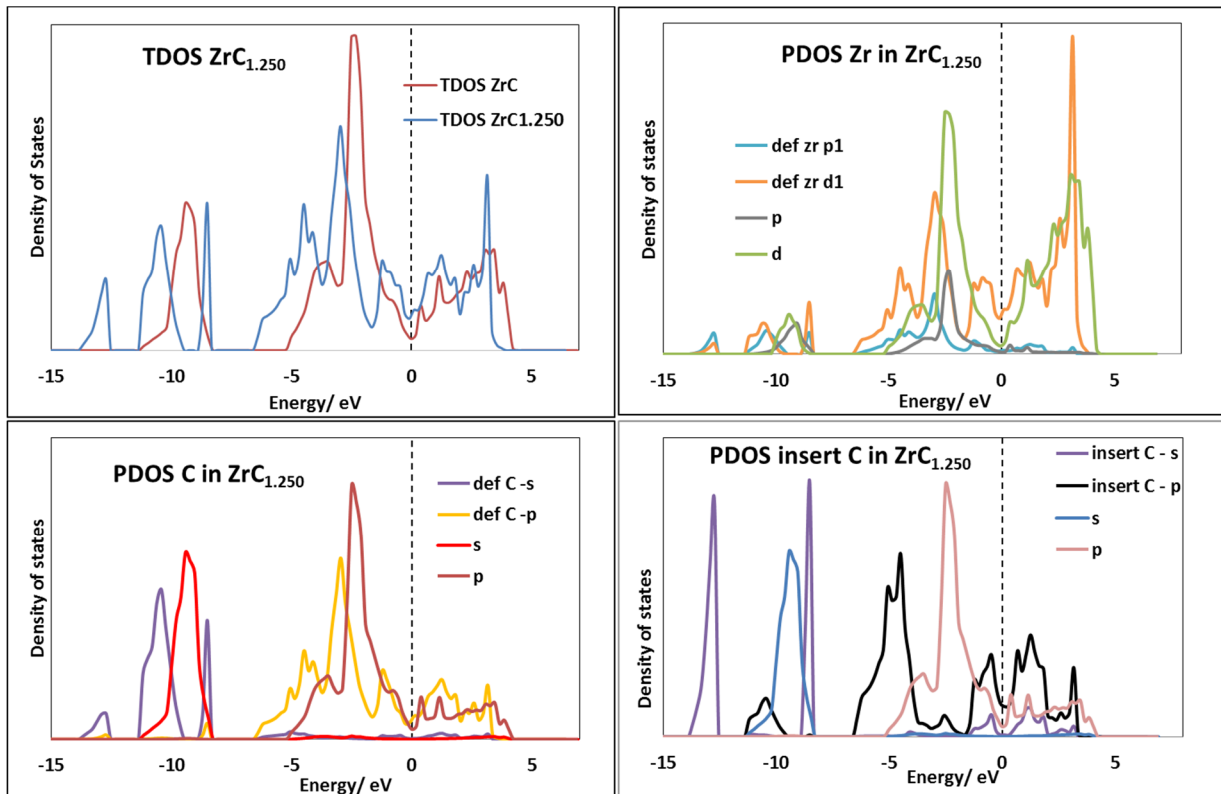 TDOS ZrC1.250
TDOS ZrC
TDOS ZrC1.250
Density of States
-15 -10 -5 0 5
Energy/ eV
PDOS Zr in ZrC1.250
def zr p1
def zr d1
p
d
Density of states
-15 -10 -5 0 5
Energy/ eV
PDOS C in ZrC1.250
def C -s
def C -p
s
p
Density of states
-15 -10 -5 0 5
Energy/ eV
PDOS insert C in ZrC1.250
insert C - s
insert C - p
s
p
Density of states
-15 -10 -5 0 5
Energy/ eV